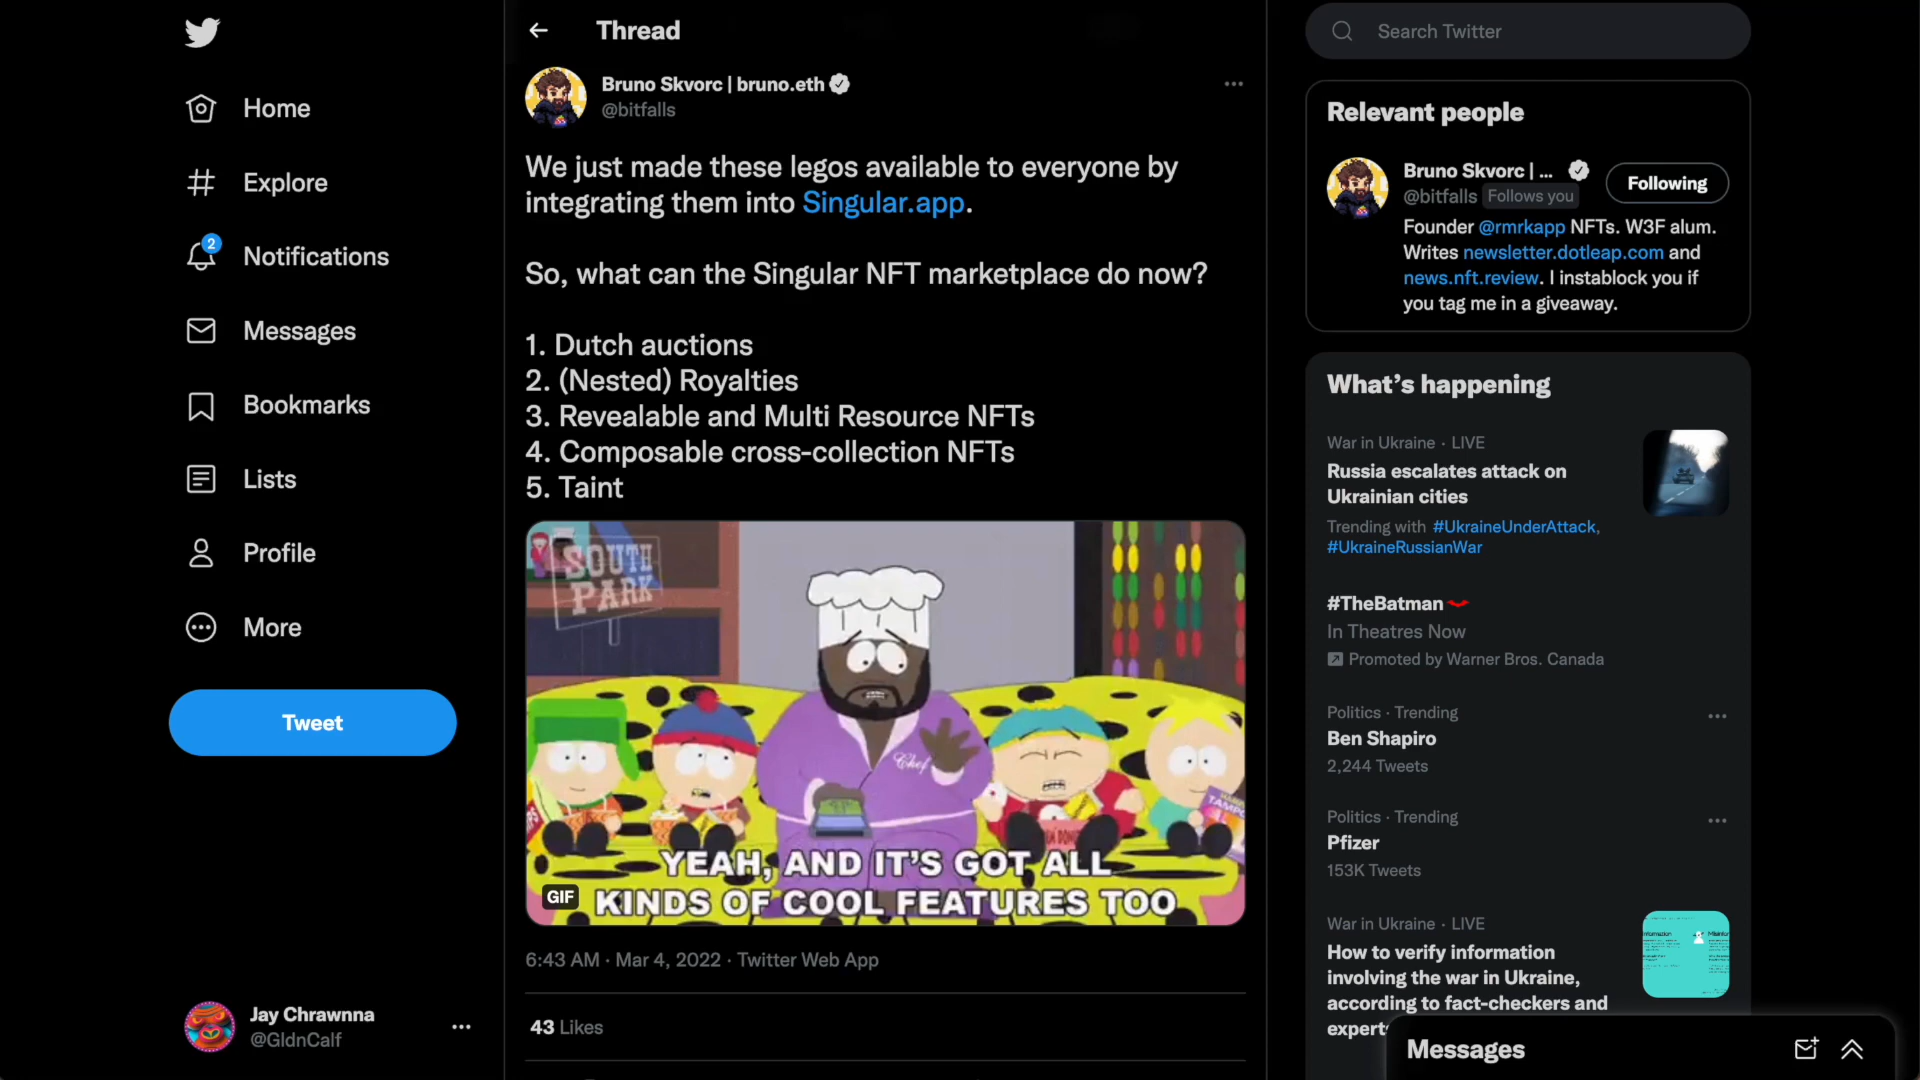 Home
Explore
2
Notifications
Messages
Bookmarks
Lists
Profile
More
Tweet
Jay Chrawnna
@GldnCalf
Thread
Bruno Skvorc | bruno.eth
@bitfalls
We just made these legos available to everyone by
integrating them into Singular.app.
So, what can the Singular NFT marketplace do now?
1. Dutch auctions
2. (Nested) Royalties
3. Revealable and Multi Resource NFTs
4. Composable cross-collection NFTs
5. Taint
SOUTH
PARK
Chef
YEAH, AND IT'S GOT ALL
KINDS OF COOL FEATURES TOO
GIF
6:43 AM · Mar 4, 2022 · Twitter Web App
43 Likes
Search Twitter
Relevant people
Bruno Skvorc | ...
@bitfalls Follows you
Following
Founder @rmrkapp NFTs. W3F alum.
Writes newsletter.dotleap.com and
news.nft.review. I instablock you if
you tag me in a giveaway.
What's happening
War in Ukraine · LIVE
Russia escalates attack on
Ukrainian cities
Trending with #UkraineUnderAttack,
#UkraineRussianWar
#TheBatman
In Theatres Now
Promoted by Warner Bros. Canada
Politics · Trending
Ben Shapiro
2,244 Tweets
Politics · Trending
Pfizer
153K Tweets
War in Ukraine · LIVE
How to verify information
involving the war in Ukraine,
according to fact-checkers and
experts
Messages